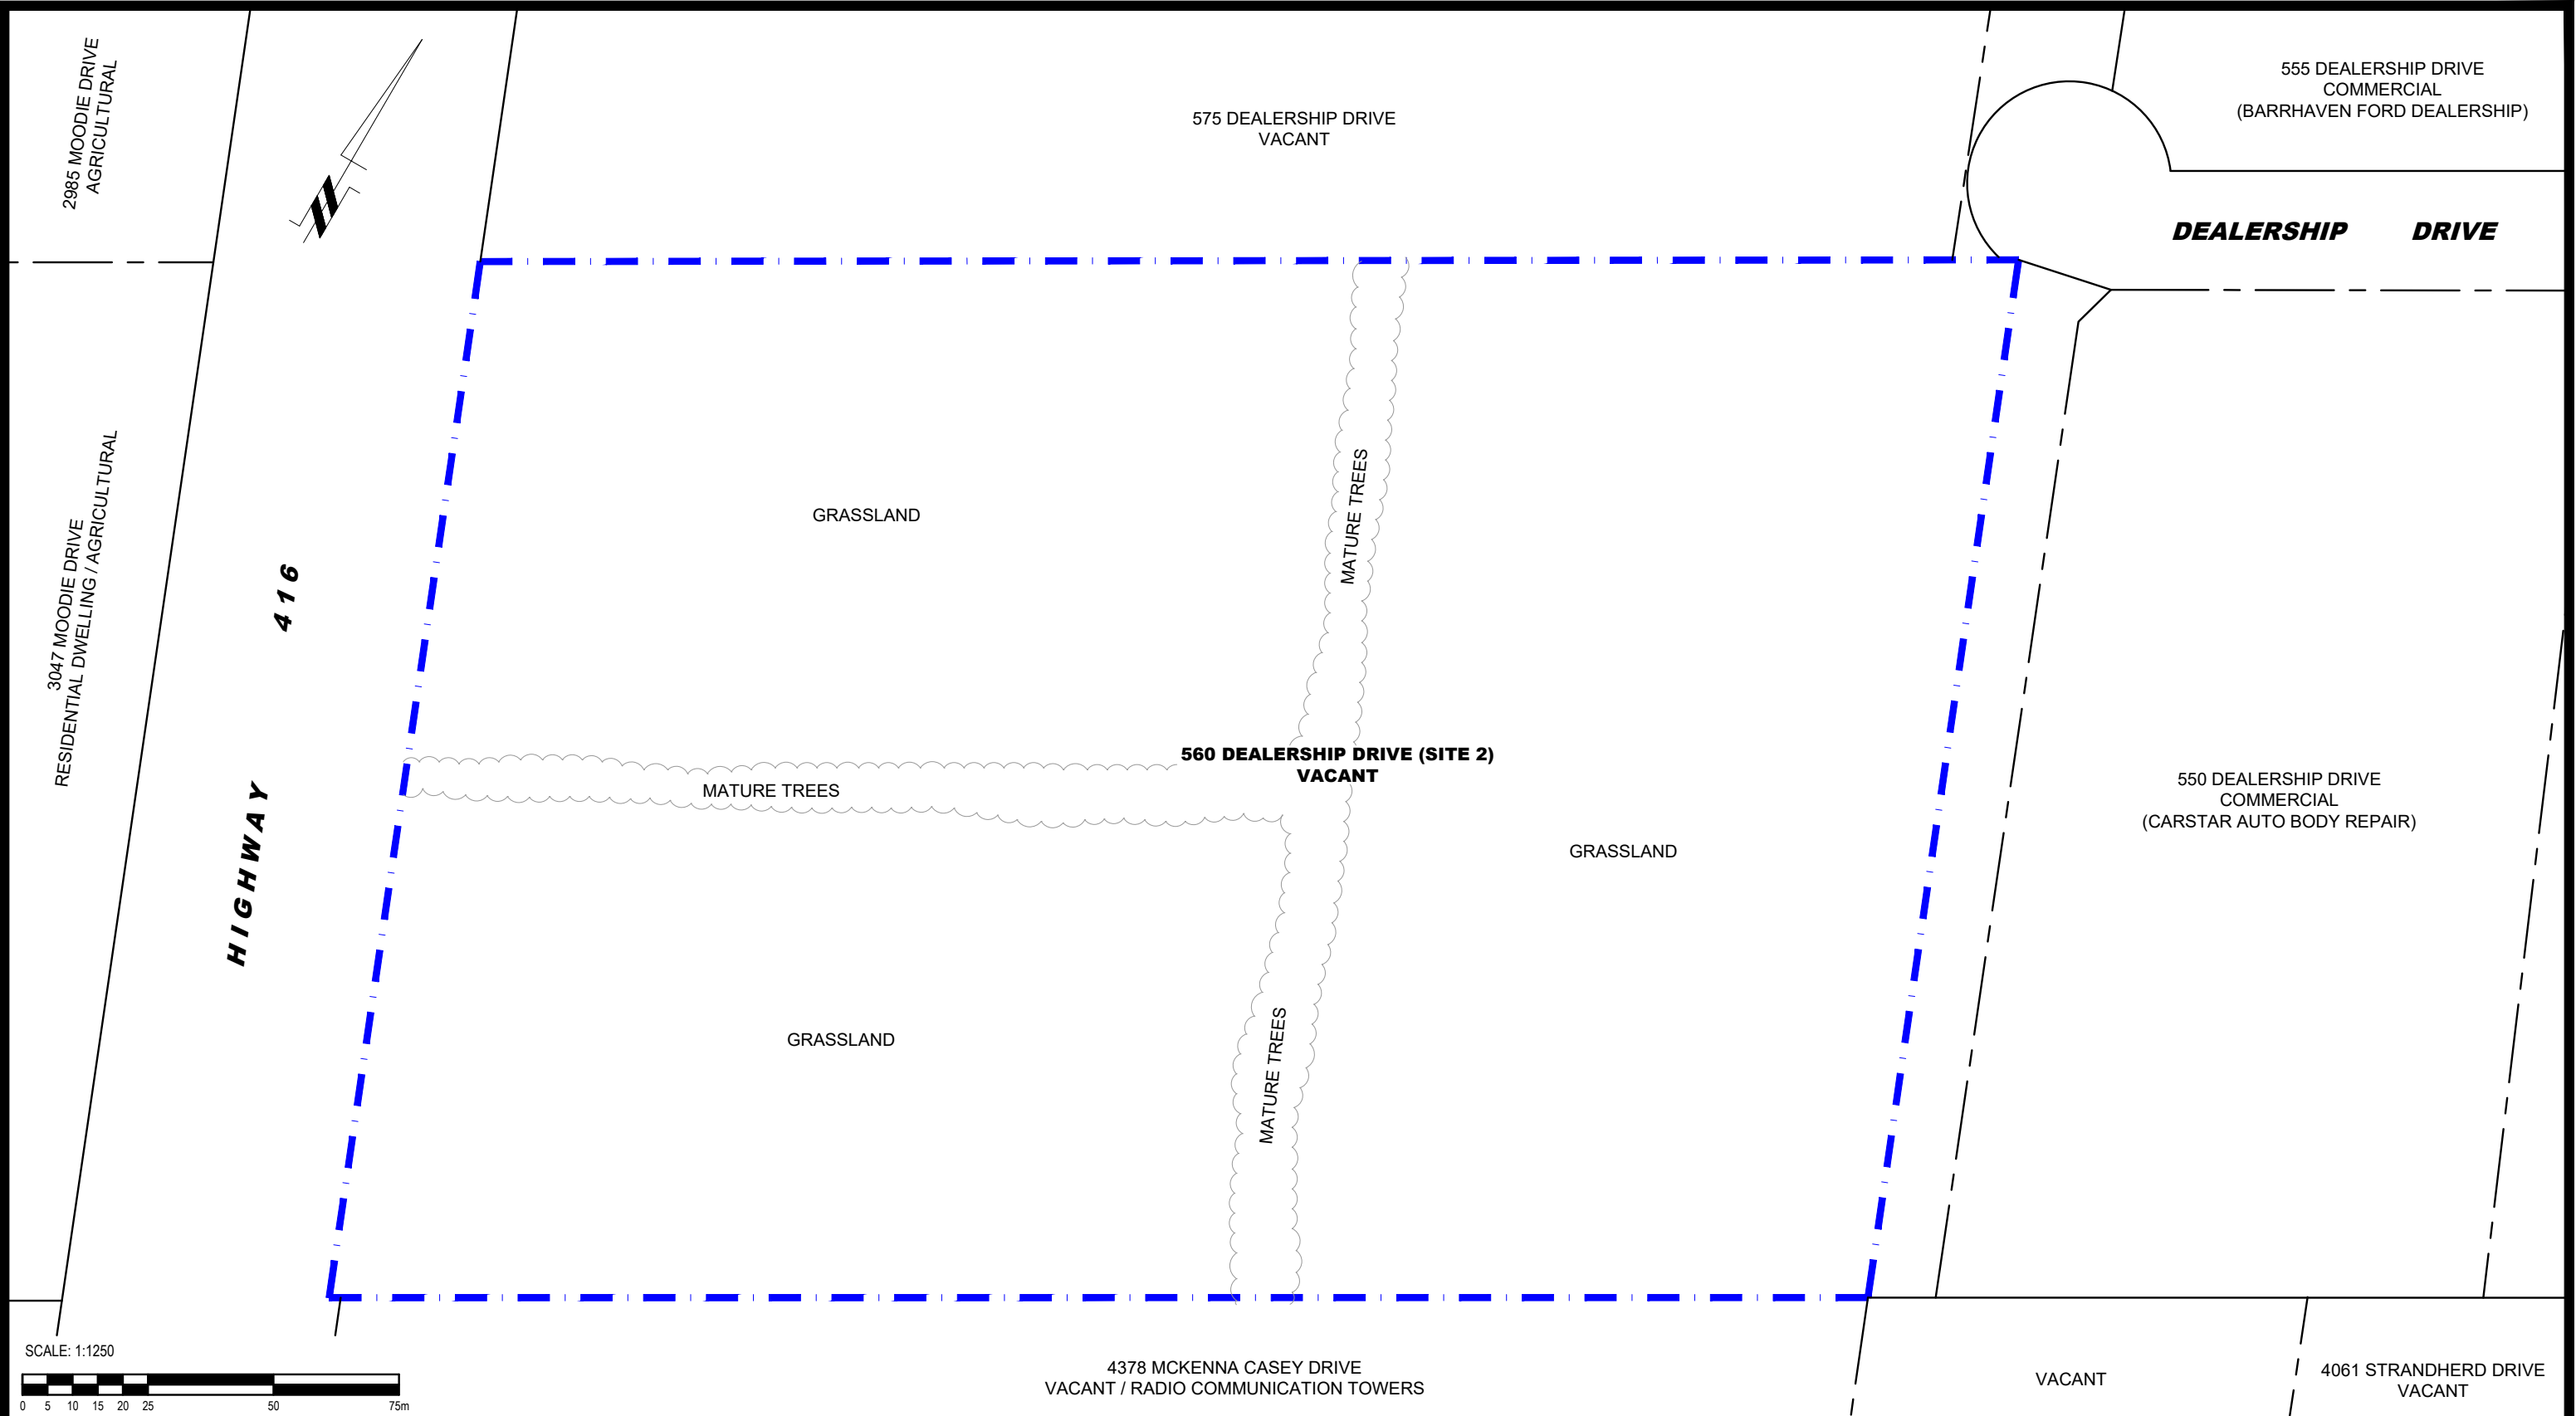 2985 MOODIE DRIVE
AGRICULTURAL
575 DEALERSHIP DRIVE
VACANT
555 DEALERSHIP DRIVE
COMMERCIAL
(BARRHAVEN FORD DEALERSHIP)
DEALERSHIP DRIVE
3047 MOODIE DRIVE
RESIDENTIAL DWELLING / AGRICULTURAL
HIGHWAY 416
GRASSLAND
MATURE TREES
560 DEALERSHIP DRIVE (SITE 2)
VACANT
MATURE TREES
550 DEALERSHIP DRIVE
COMMERCIAL
(CARSTAR AUTO BODY REPAIR)
GRASSLAND
GRASSLAND
MATURE TREES
SCALE: 1:1250
0 5 10 15 20 25 50 75m
4378 MCKENNA CASEY DRIVE
VACANT / RADIO COMMUNICATION TOWERS
VACANT
4061 STRANDHERD DRIVE
VACANT